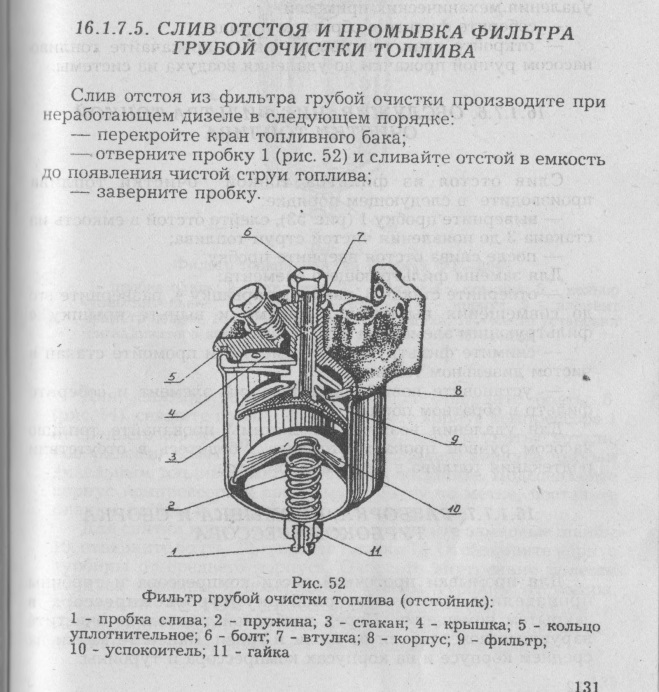 16.1.7.5. СЛИВ ОТСТОЯ И ПРОМЫВКА ФИЛЬТРА
ГРУБОЙ ОЧИСТКИ ТОПЛИВА
Слив отстоя из фильтра грубой очистки производите при
неработающем дизеле в следующем порядке:
— перекройте кран топливного бака;
— отверните пробку 1 (рис. 52) и сливайте отстой в емкость
до появления чистой струи топлива;
— заверните пробку.
6
7
5
4
3
2
1
8
9
10
11
Рис. 52
Фильтр грубой очистки топлива (отстойник):
1 - пробка слива; 2 - пружина; 3 - стакан; 4 - крышка; 5 - кольцо
уплотнительное; 6 - болт; 7 - втулка; 8 - корпус; 9 - фильтр;
10 - успокоитель; 11 - гайка
131